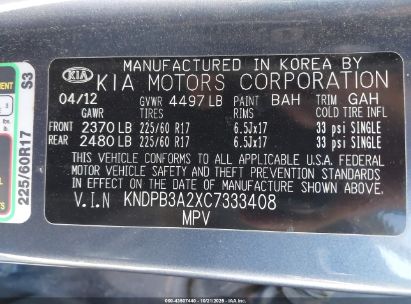 MANUFACTURED IN KOREA BY
KIA KIA MOTORS CORPORATION
04/12 GVWR 4497 LB PAINT BAH TRIM GAH
GAWR TIRES RIMS COLD TIRE INFL
FRONT 2370 LB 225/60 R17 6.5Jx17 33 psi SINGLE
REAR 2480 LB 225/60 R17 6.5Jx17 33 psi SINGLE
THIS VEHICLE CONFORMS TO ALL APPLICABLE U.S.A. FEDERAL
MOTOR VEHICLE SAFETY AND THEFT PREVENTION STANDARDS
IN EFFECT ON THE DATE OF MANUFACTURE SHOWN ABOVE.
V.I.N KNDPB3A2XC7333408
MPV
225/60R17 S3